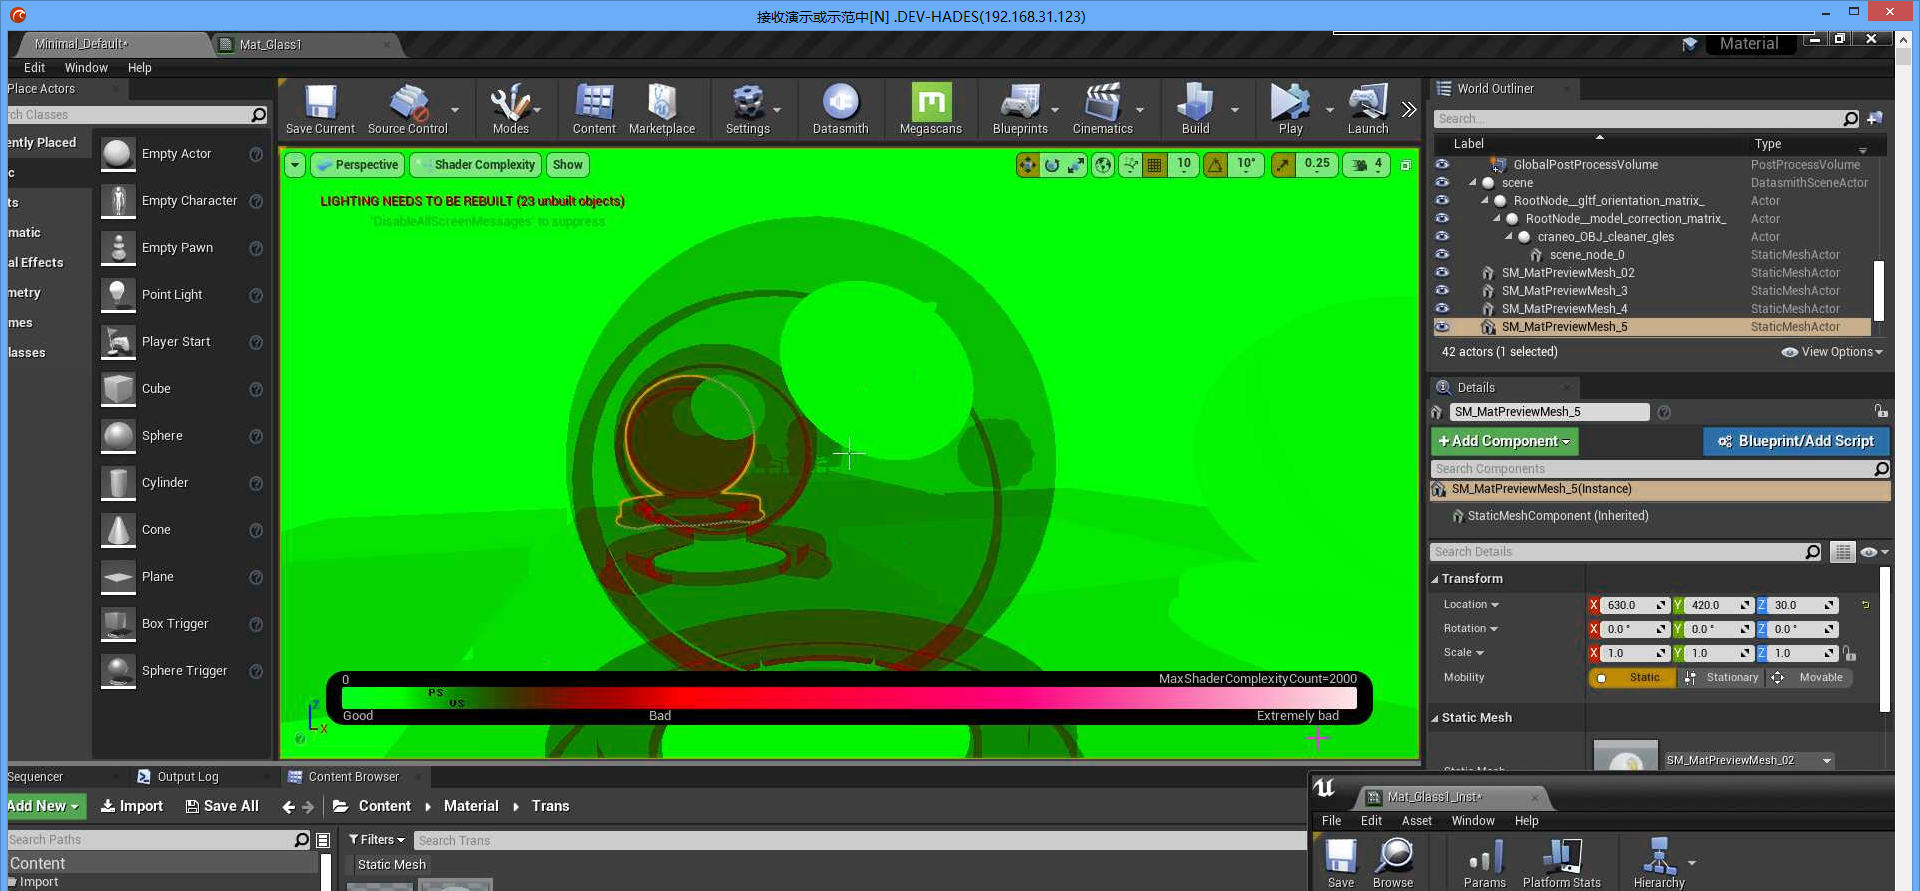 接收演示或示范中[N] .DEV-HADES(192.168.31.123)
Minimal_Default*
Mat_Glass1
Material
Edit Window Help
Place Actors
rch Classes
ently Placed
c
ts
matic
al Effects
metry
mes
lasses
Empty Actor
Empty Character
Empty Pawn
Point Light
Player Start
Cube
Sphere
Cylinder
Cone
Plane
Box Trigger
Sphere Trigger
Save Current
Source Control
Modes
Content
Marketplace
Settings
Datasmith
Megascans
Blueprints
Cinematics
Build
Play
Launch
Perspective
Shader Complexity
Show
10
10°
0.25
4
LIGHTING NEEDS TO BE REBUILT (23 unbuilt objects)
'DisableAllScreenMessages' to suppress
0
MaxShaderComplexityCount=2000
PS
VS
Good
Bad
Extremely bad
Z
X
World Outliner
Search...
Label Type
GlobalPostProcessVolume PostProcessVolume
scene DatasmithSceneActor
RootNode__gltf_orientation_matrix_ Actor
RootNode__model_correction_matrix_ Actor
craneo_OBJ_cleaner_gles Actor
scene_node_0 StaticMeshActor
SM_MatPreviewMesh_02 StaticMeshActor
SM_MatPreviewMesh_3 StaticMeshActor
SM_MatPreviewMesh_4 StaticMeshActor
SM_MatPreviewMesh_5 StaticMeshActor
42 actors (1 selected)
View Options
Details
SM_MatPreviewMesh_5
+Add Component
Blueprint/Add Script
Search Components
SM_MatPreviewMesh_5(Instance)
StaticMeshComponent (Inherited)
Search Details
Transform
Location X 630.0 Y 420.0 Z 30.0
Rotation X 0.0 ° Y 0.0 ° Z 0.0 °
Scale X 1.0 Y 1.0 Z 1.0
Mobility Static Stationary Movable
Static Mesh
SM_MatPreviewMesh_02
Sequencer
Output Log
Content Browser
Add New
Import
Save All
Content
Material
Trans
Search Paths
Filters
Search Trans
Content
Static Mesh
Import
Mat_Glass1_Inst*
File Edit Asset Window Help
Save
Browse
Params
Platform Stats
Hierarchy